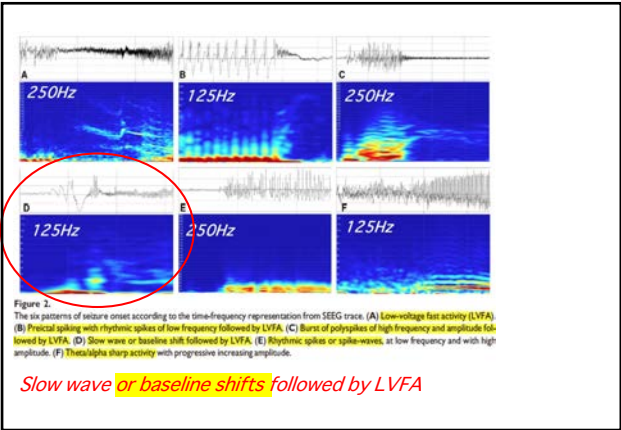 A
B
C
250Hz
125Hz
250Hz
D
E
F
125Hz
250Hz
125Hz
Figure 2.
The six patterns of seizure onset according to the time-frequency representation from SEEG trace. (A) Low-voltage fast activity (LVFA).
(B) Preictal spiking with rhythmic spikes of low frequency followed by LVFA. (C) Burst of polyspikes of high frequency and amplitude fol-
lowed by LVFA. (D) Slow wave or baseline shift followed by LVFA. (E) Rhythmic spikes or spike-waves, at low frequency and with high
amplitude. (F) Theta/alpha sharp activity with progressive increasing amplitude.
Slow wave or baseline shifts followed by LVFA